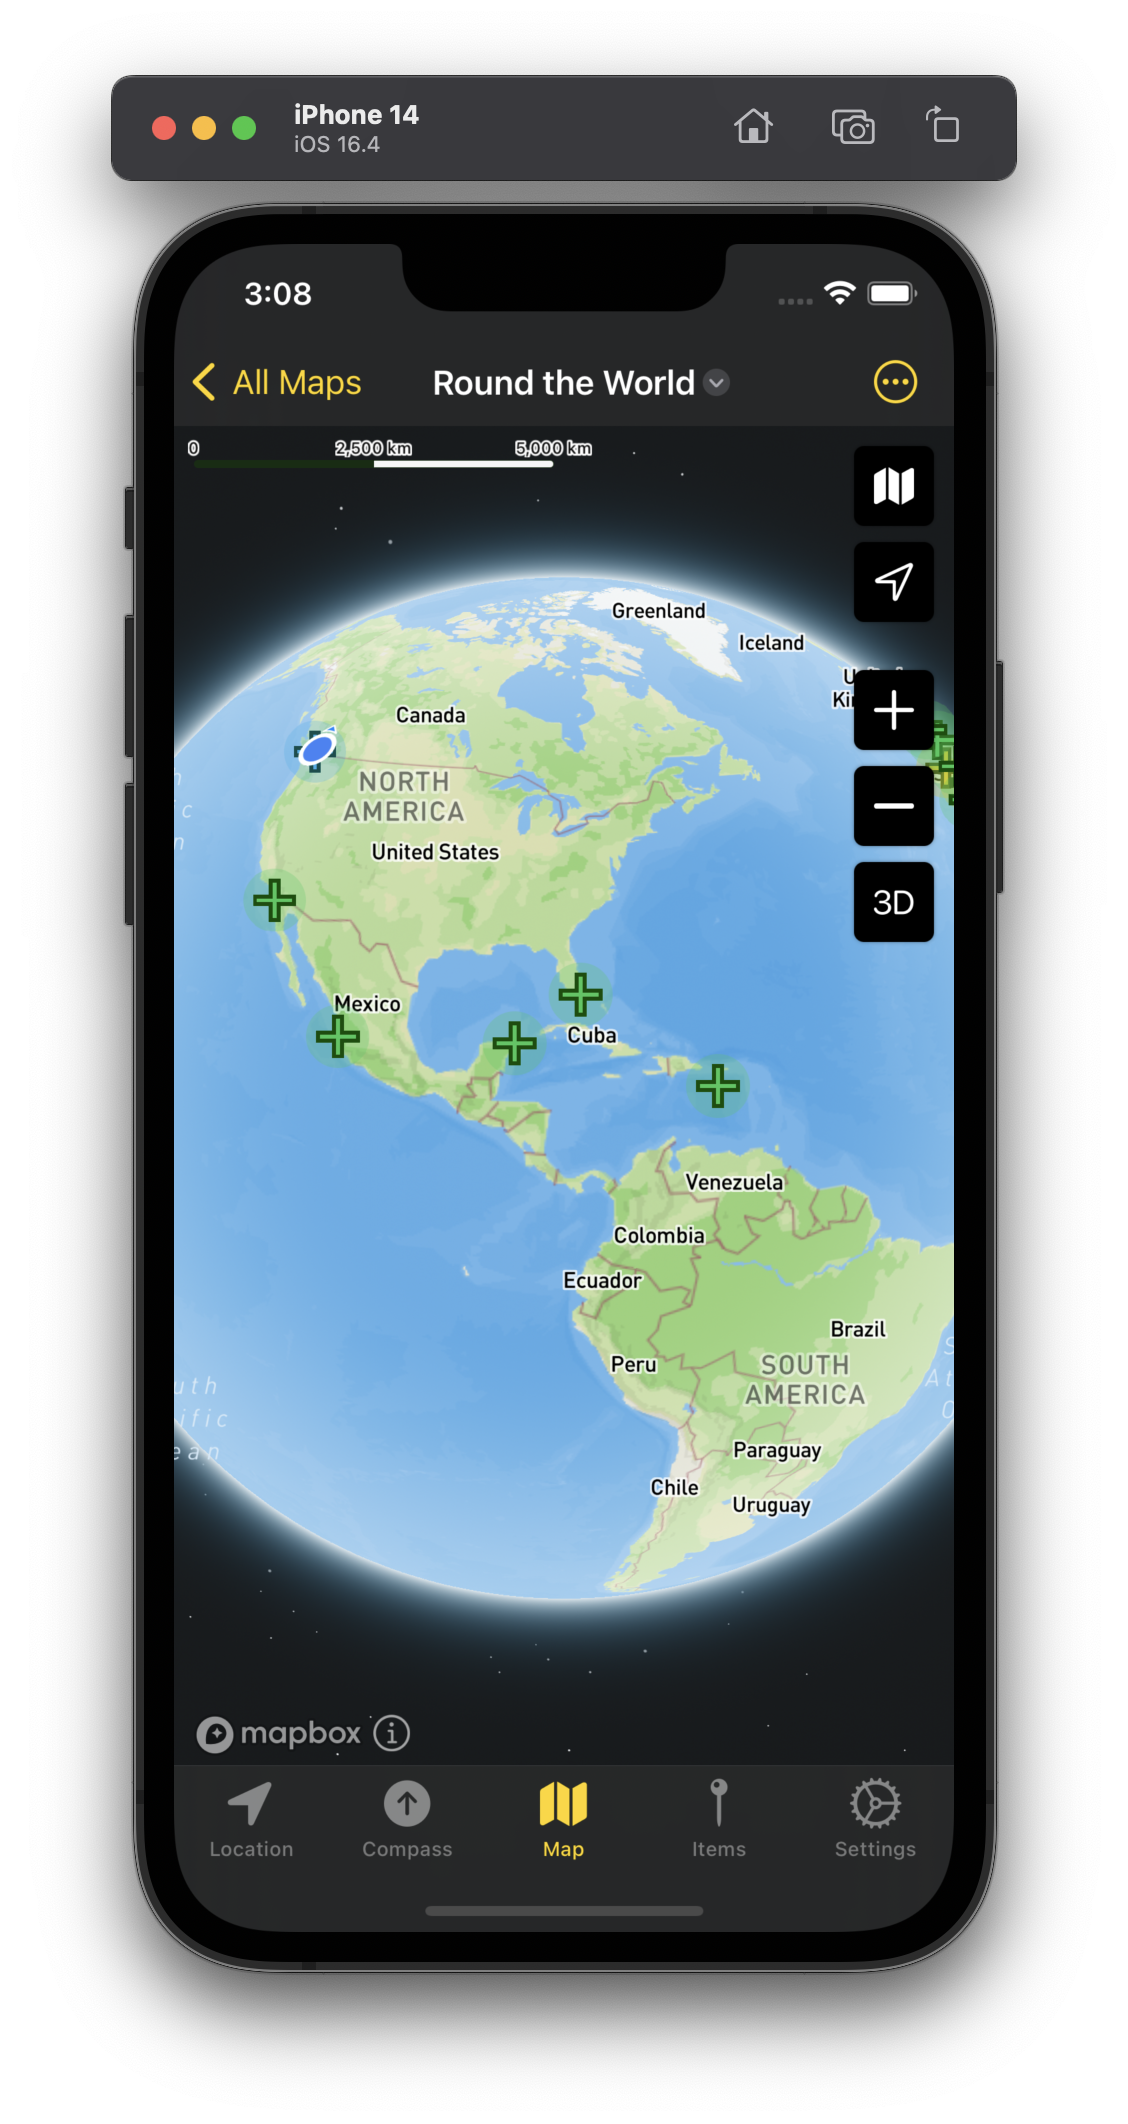 iPhone 14
iOS 16.4
3:08
All Maps
Round the World
0 2,500 km 5,000 km
Greenland
Iceland
Canada
NORTH
AMERICA
United States
3D
Mexico
Cuba
Venezuela
Colombia
Ecuador
Brazil
Peru
SOUTH
AMERICA
Paraguay
Chile
Uruguay
mapbox
Location
Compass
Map
Items
Settings